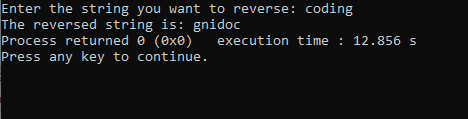 Enter the string you want to reverse: coding
The reversed string is: gnidoc
Process returned 0 (0x0)   execution time : 12.856 s
Press any key to continue.